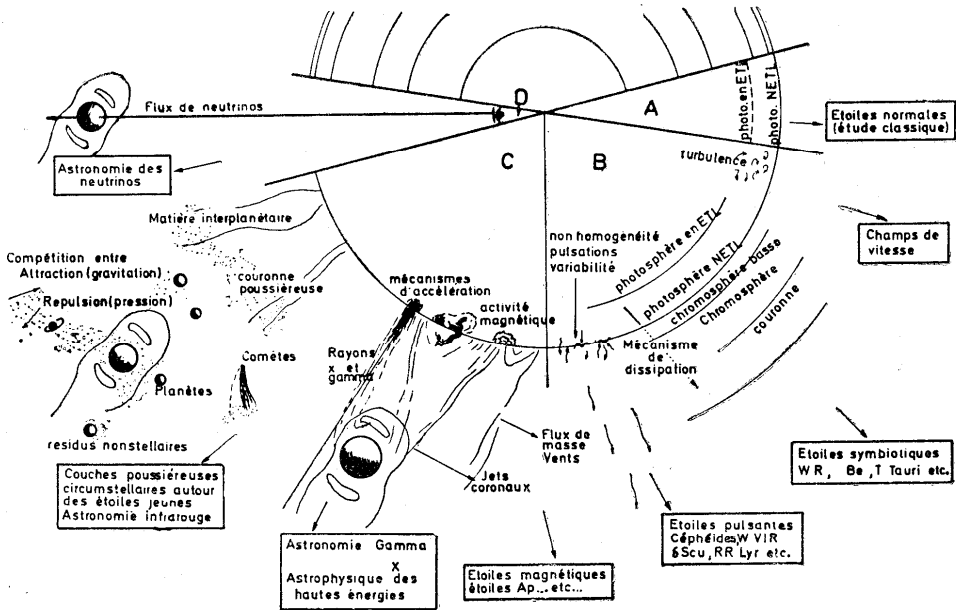 D
A
C
B
Flux de neutrinos
Astronomie des
neutrinos
photo. en ETL
photo. NETL
Etoiles normales
(étude classique)
turbulence
Champs de
vitesse
Matière interplanétaire
Compétition entre
Attraction (gravitation)
Repulsion (pression)
couronne
poussiéreuse
mécanismes
d'accélération
activité
magnétique
non homogénéité
pulsations
variabilité
photosphère en ETL
photosphère NETL
chromosphère basse
Chromosphère
couronne
Mécanisme
de
dissipation
Rayons
x et
gamma
Comètes
Planètes
residus nonstellaires
Couches poussiéreuses
circumstellaires autour
des étoiles jeunes
Astronomie infrarouge
Flux de
masse
Vents
Jets
coronaux
Astronomie Gamma
X
Astrophysique des
hautes énergies
Etoiles magnétiques
étoiles Ap... etc...
Etoiles pulsantes
Céphéides, W VIR
δ Scu, RR Lyr etc.
Etoiles symbiotiques
W R, Be, T Tauri etc.